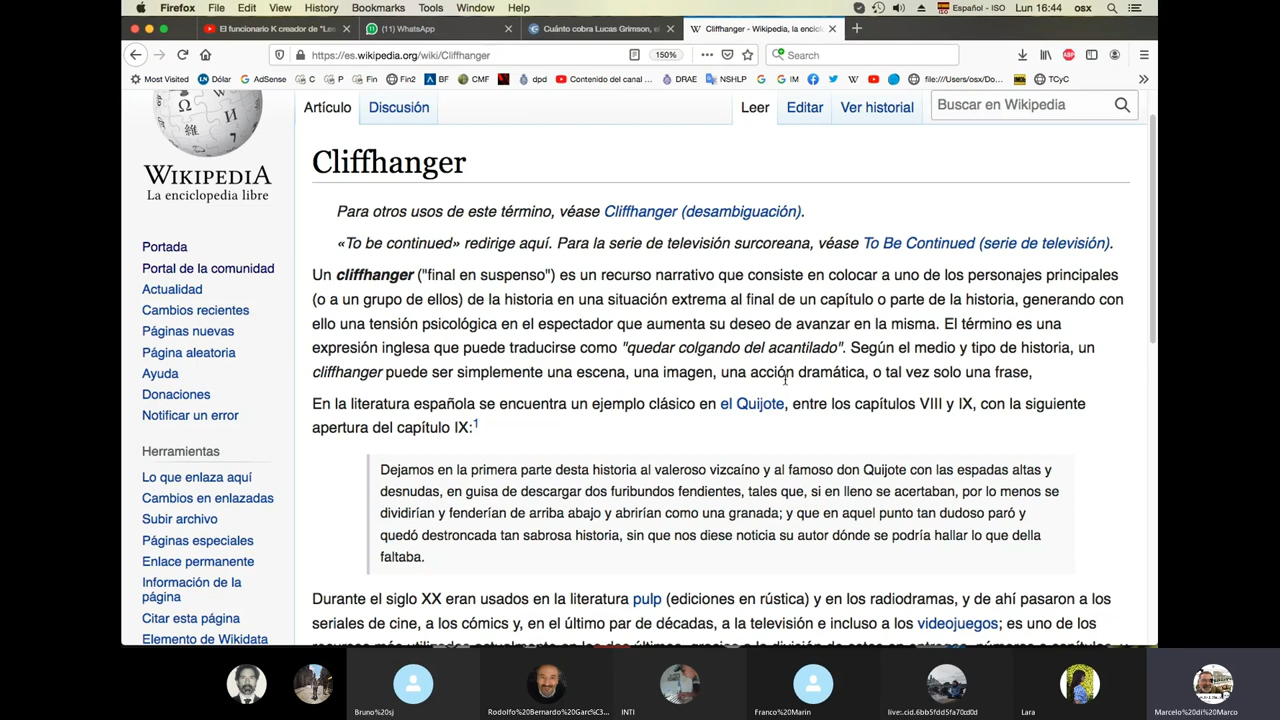 Firefox File Edit View History Bookmarks Tools Window Help Español - ISO Lun 16:44 osx
El funcionario K creador de "Les (11) WhatsApp Cuánto cobra Lucas Grimson, e Cliffhanger - Wikipedia, la encicl
https://es.wikipedia.org/wiki/Cliffhanger 150% Search
Most Visited Dólar AdSense C P Fin Fin2 BF CMF dpd Contenido del canal ... DRAE NSHLP G IM file:///Users/osx/Do... TCyC
Artículo Discusión Leer Editar Ver historial Buscar en Wikipedia
WIKIPEDIA
La enciclopedia libre
Portada
Portal de la comunidad
Actualidad
Cambios recientes
Páginas nuevas
Página aleatoria
Ayuda
Donaciones
Notificar un error
Herramientas
Lo que enlaza aquí
Cambios en enlazadas
Subir archivo
Páginas especiales
Enlace permanente
Información de la
página
Citar esta página
Elemento de Wikidata
Cliffhanger
Para otros usos de este término, véase Cliffhanger (desambiguación).
«To be continued» redirige aquí. Para la serie de televisión surcoreana, véase To Be Continued (serie de televisión).
Un cliffhanger ("final en suspenso") es un recurso narrativo que consiste en colocar a uno de los personajes principales
(o a un grupo de ellos) de la historia en una situación extrema al final de un capítulo o parte de la historia, generando con
ello una tensión psicológica en el espectador que aumenta su deseo de avanzar en la misma. El término es una
expresión inglesa que puede traducirse como "quedar colgando del acantilado". Según el medio y tipo de historia, un
cliffhanger puede ser simplemente una escena, una imagen, una acción dramática, o tal vez solo una frase,
En la literatura española se encuentra un ejemplo clásico en el Quijote, entre los capítulos VIII y IX, con la siguiente
apertura del capítulo IX:1
Dejamos en la primera parte desta historia al valeroso vizcaíno y al famoso don Quijote con las espadas altas y
desnudas, en guisa de descargar dos furibundos fendientes, tales que, si en lleno se acertaban, por lo menos se
dividirían y fenderían de arriba abajo y abrirían como una granada; y que en aquel punto tan dudoso paró y
quedó destroncada tan sabrosa historia, sin que nos diese noticia su autor dónde se podría hallar lo que della
faltaba.
Durante el siglo XX eran usados en la literatura pulp (ediciones en rústica) y en los radiodramas, y de ahí pasaron a los
seriales de cine, a los cómics y, en el último par de décadas, a la televisión e incluso a los videojuegos; es uno de los
Bruno%20sj Rodolfo%20Bernardo%20Garc%C3... INTI Franco%20Marin live:.cid.6bb5fdd5fa70cd0d Lara Marcelo%20di%20Marco